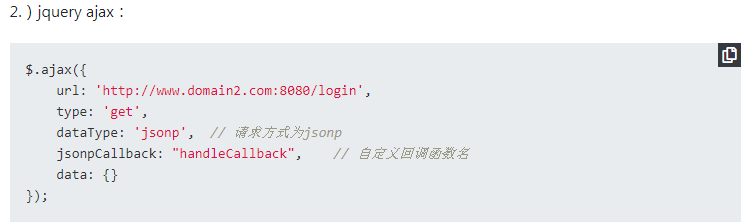 2. ) jquery ajax：
$.ajax({
    url: 'http://www.domain2.com:8080/login',
    type: 'get',
    dataType: 'jsonp',  // 请求方式为jsonp
    jsonpCallback: "handleCallback",    // 自定义回调函数名
    data: {}
});